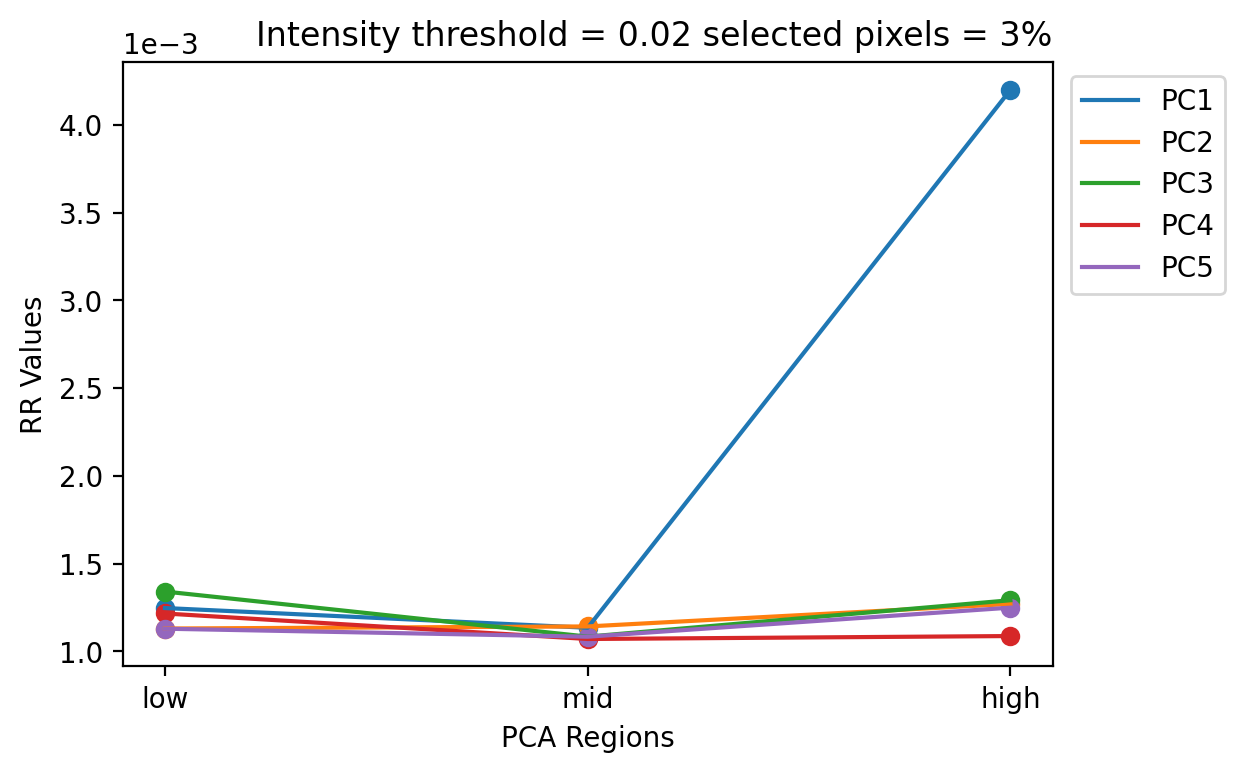 Intensity threshold = 0.02 selected pixels = 3%
1e−3
4.0
3.5
3.0
2.5
2.0
1.5
1.0
RR Values
low
mid
high
PCA Regions
PC1
PC2
PC3
PC4
PC5